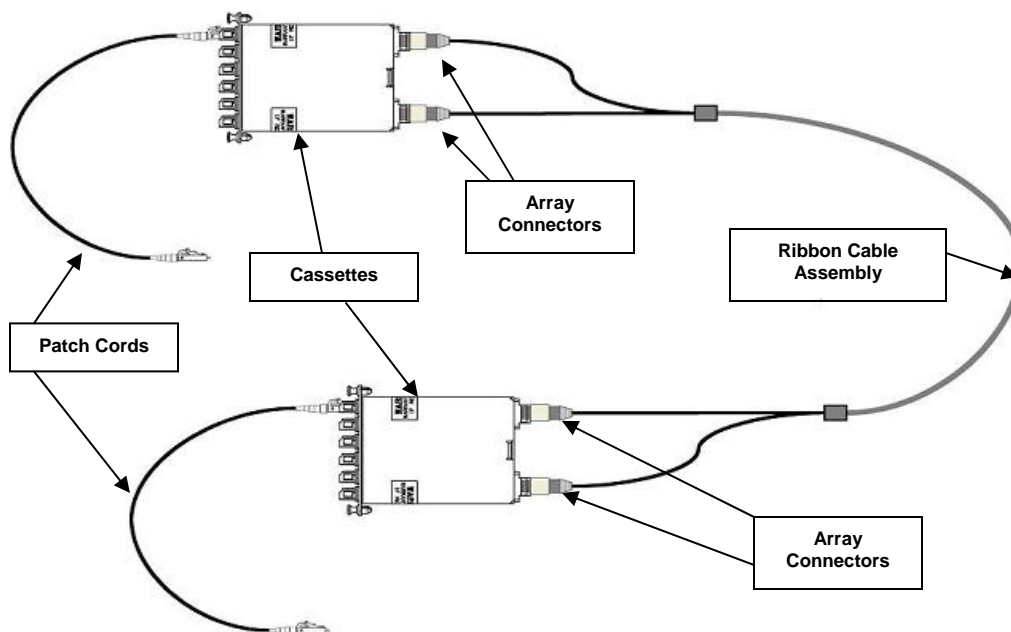 Array
Connectors
Ribbon Cable
Assembly
Cassettes
Patch Cords
Array
Connectors